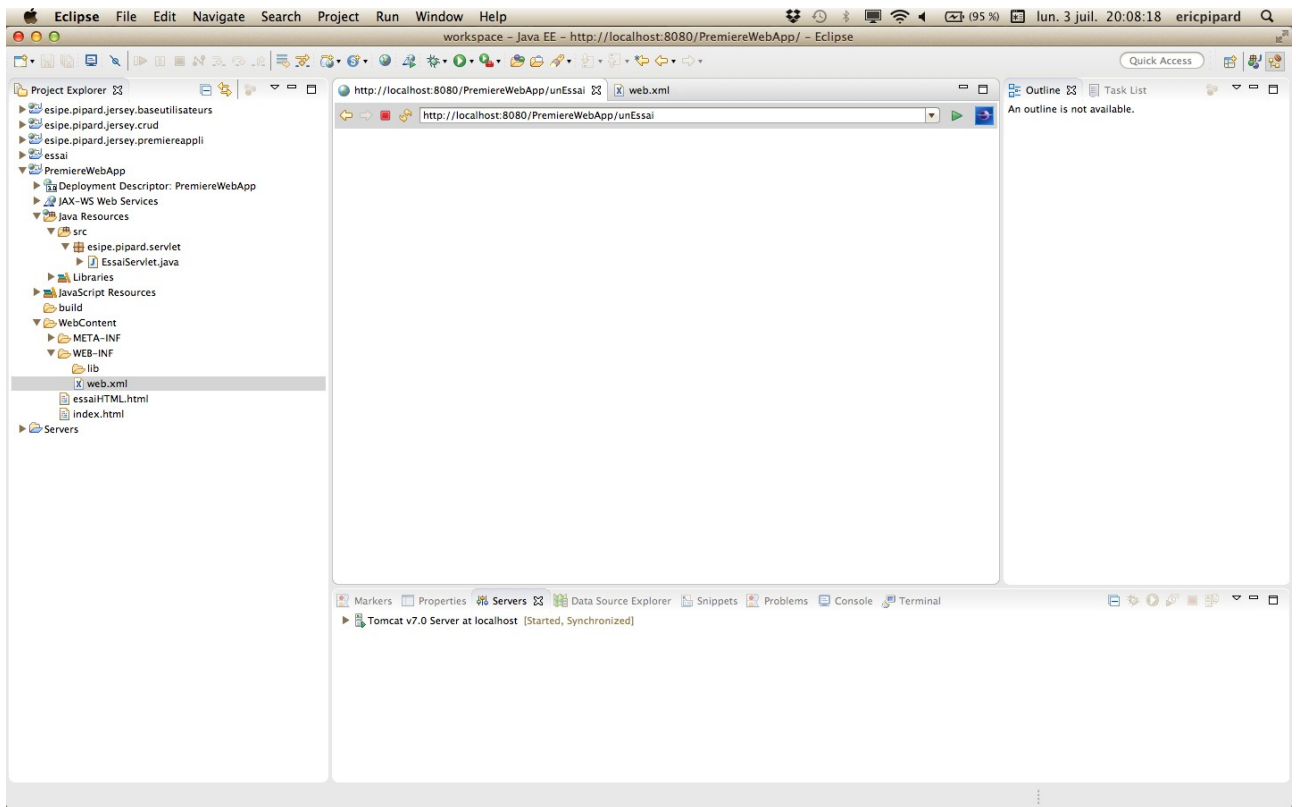 Eclipse File Edit Navigate Search Project Run Window Help (95 %) lun. 3 juil. 20:08:18 ericpipard
workspace – Java EE – http://localhost:8080/PremiereWebApp/ – Eclipse
Quick Access
Project Explorer
esipe.pipard.jersey.baseutilisateurs
esipe.pipard.jersey.crud
esipe.pipard.jersey.premiereappli
essai
PremiereWebApp
Deployment Descriptor: PremiereWebApp
JAX-WS Web Services
Java Resources
src
esipe.pipard.servlet
EssaiServlet.java
Libraries
JavaScript Resources
build
WebContent
META-INF
WEB-INF
lib
web.xml
essaiHTML.html
index.html
Servers
http://localhost:8080/PremiereWebApp/unEssai web.xml
http://localhost:8080/PremiereWebApp/unEssai
Outline Task List
An outline is not available.
Markers Properties Servers Data Source Explorer Snippets Problems Console Terminal
Tomcat v7.0 Server at localhost [Started, Synchronized]